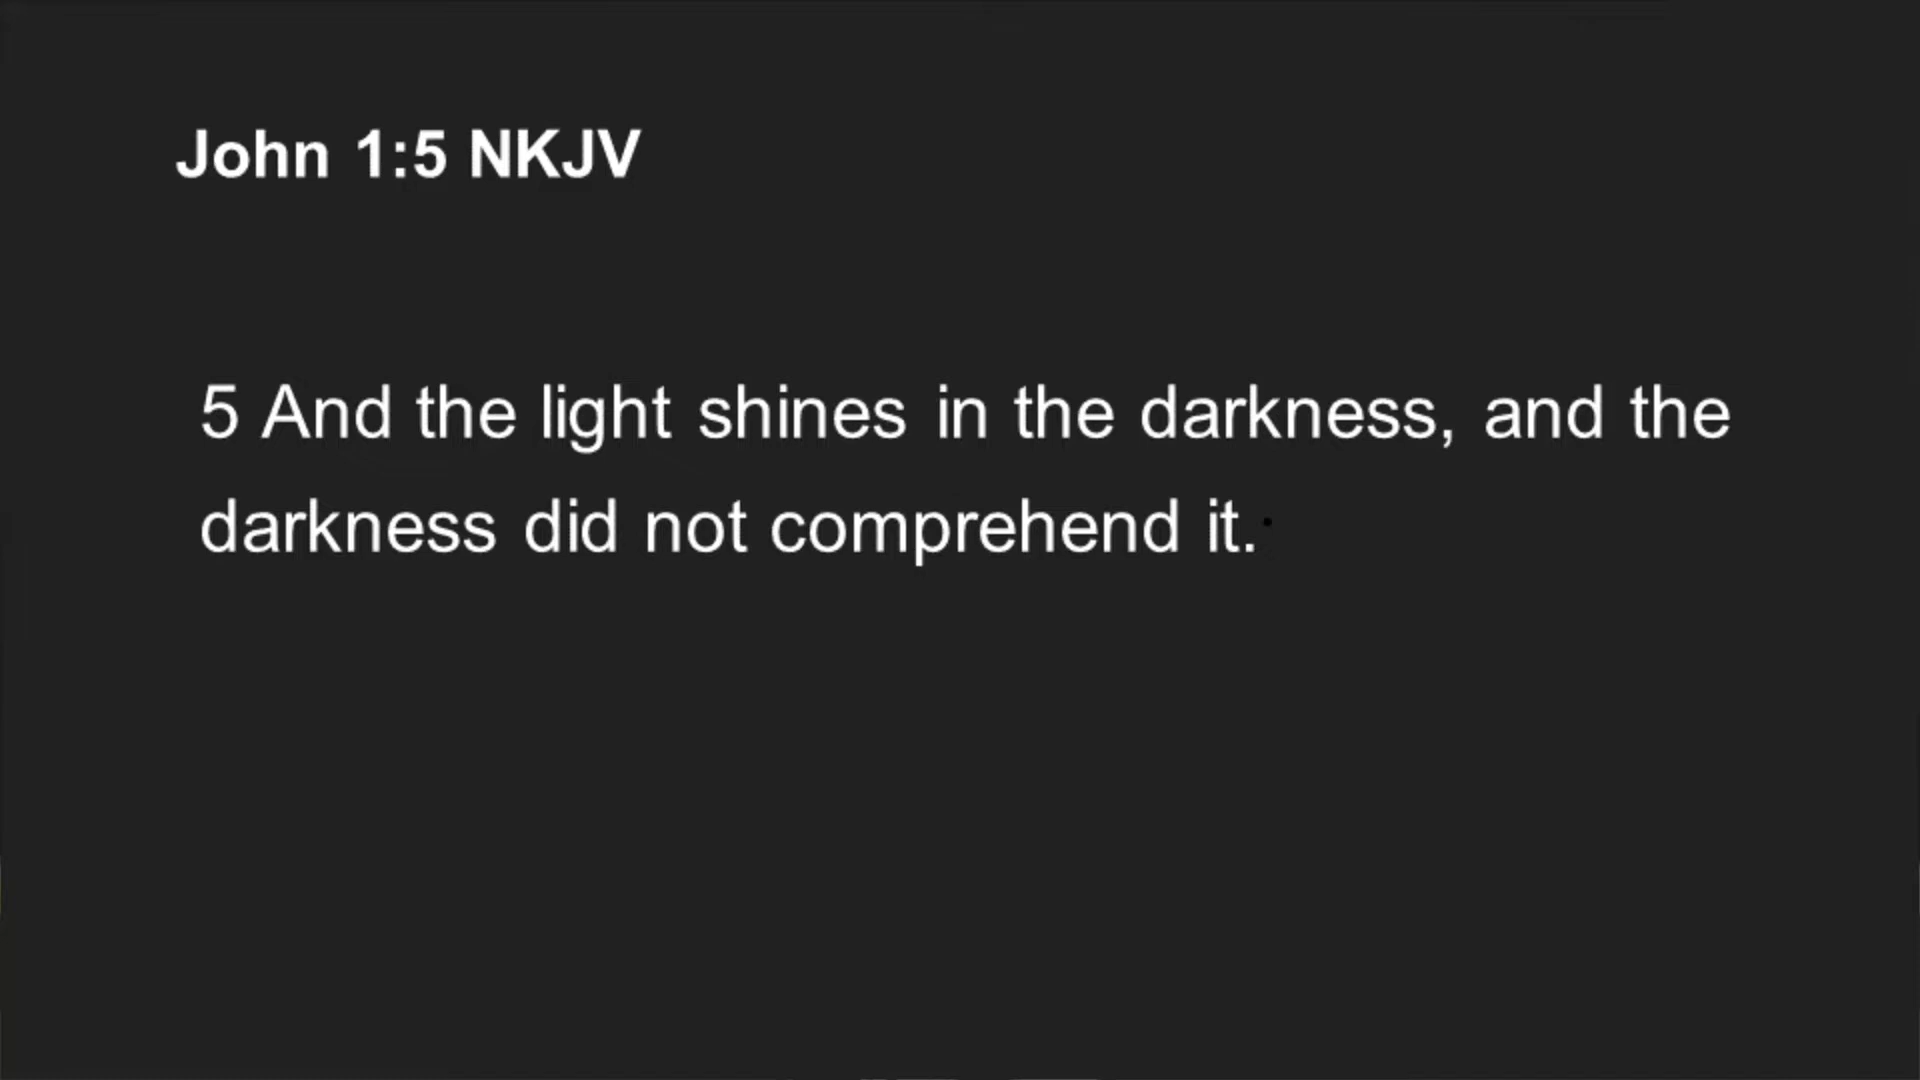 John 1:5 NKJV
5 And the light shines in the darkness, and the
darkness did not comprehend it.